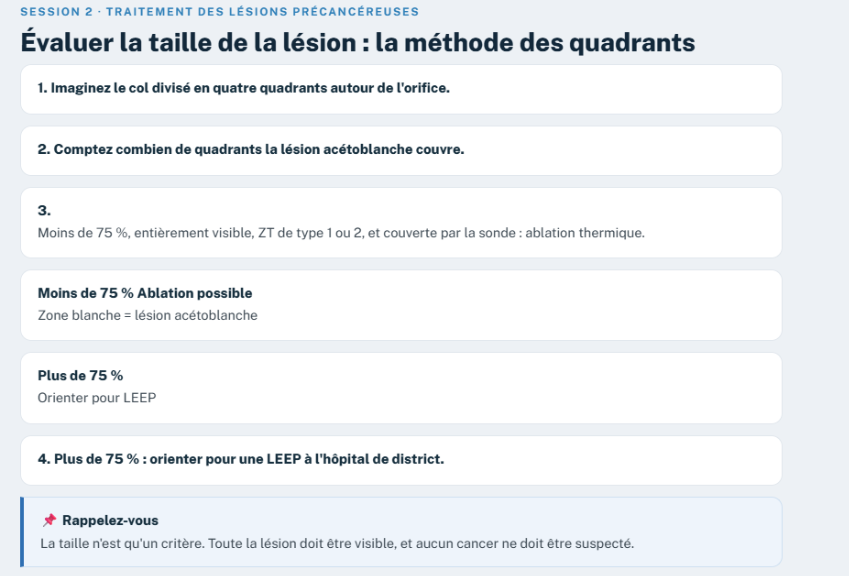 SESSION 2 · TRAITEMENT DES LÉSIONS PRÉCANCÉREUSES
Évaluer la taille de la lésion : la méthode des quadrants
1. Imaginez le col divisé en quatre quadrants autour de l'orifice.
2. Comptez combien de quadrants la lésion acétoblanche couvre.
3.
Moins de 75 %, entièrement visible, ZT de type 1 ou 2, et couverte par la sonde : ablation thermique.
Moins de 75 % Ablation possible
Zone blanche = lésion acétoblanche
Plus de 75 %
Orienter pour LEEP
4. Plus de 75 % : orienter pour une LEEP à l'hôpital de district.
📌 Rappelez-vous
La taille n'est qu'un critère. Toute la lésion doit être visible, et aucun cancer ne doit être suspecté.